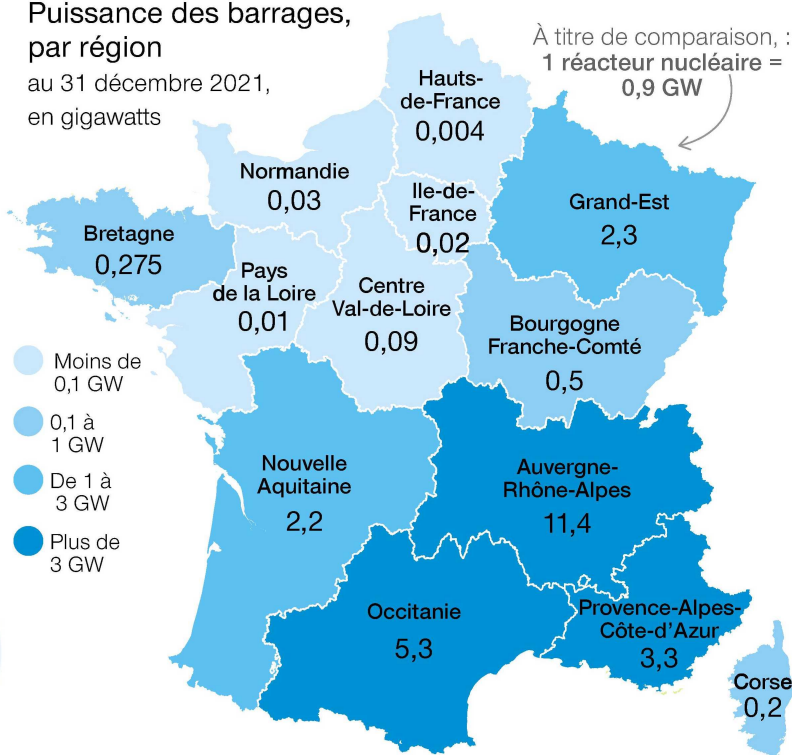 Puissance des barrages,
par région
au 31 décembre 2021,
en gigawatts
À titre de comparaison, :
1 réacteur nucléaire =
0,9 GW
Hauts-
de-France
0,004
Normandie
0,03
Ile-de-
France
0,02
Grand-Est
2,3
Bretagne
0,275
Pays
de la Loire
0,01
Centre
Val-de-Loire
0,09
Bourgogne
Franche-Comté
0,5
Moins de
0,1 GW
0,1 à
1 GW
De 1 à
3 GW
Plus de
3 GW
Nouvelle
Aquitaine
2,2
Auvergne-
Rhône-Alpes
11,4
Occitanie
5,3
Provence-Alpes-
Côte-d'Azur
3,3
Corse
0,2